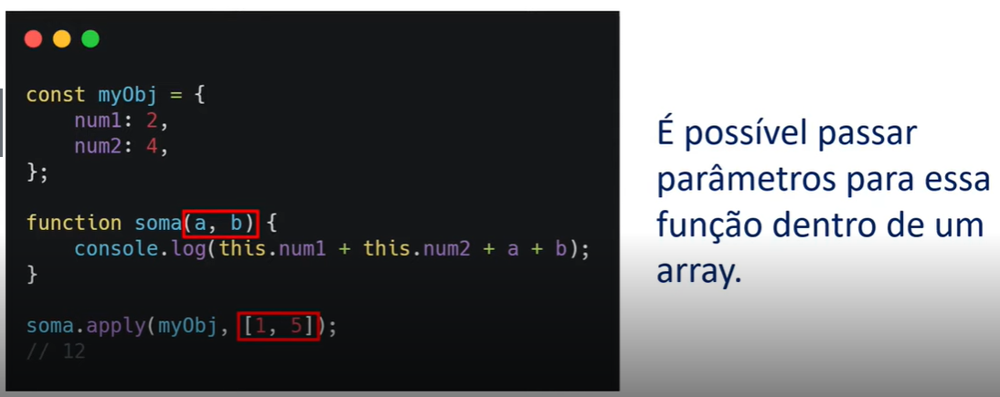 const myObj = {
    num1: 2,
    num2: 4,
};
function soma(a, b) {
    console.log(this.num1 + this.num2 + a + b);
}
soma.apply(myObj, [1, 5]);
// 12
É possível passar
parâmetros para essa
função dentro de um
array.